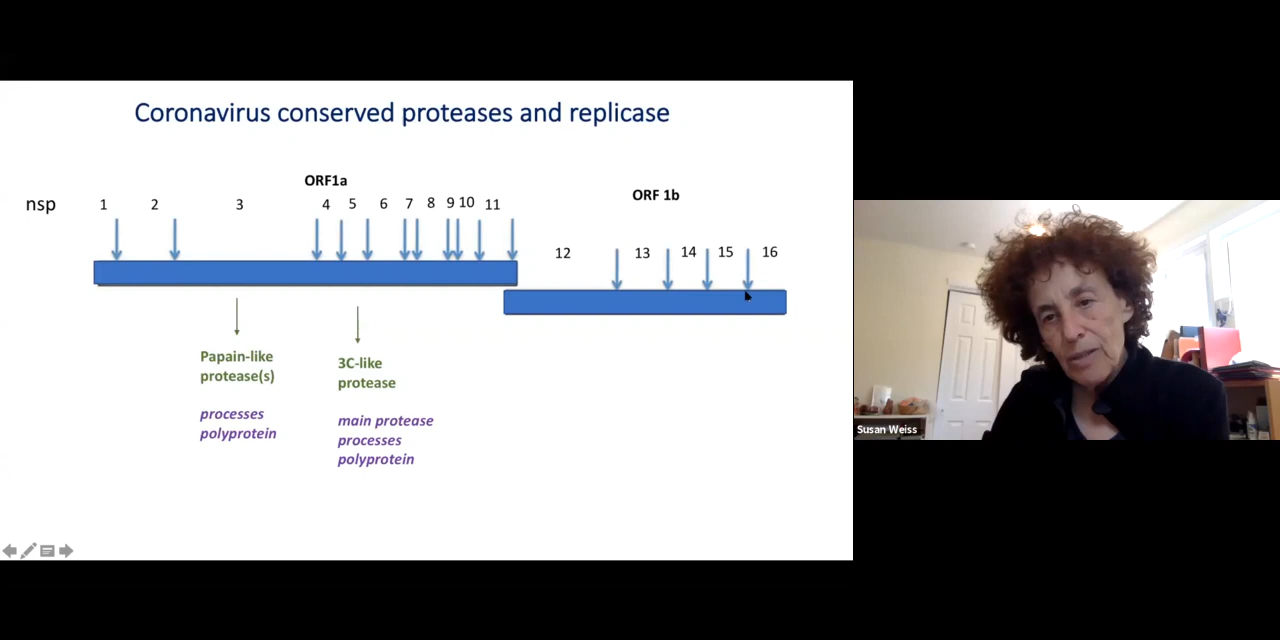 Coronavirus conserved proteases and replicase
ORF1a
ORF 1b
nsp 1 2 3 4 5 6 7 8 9 10 11
12 13 14 15 16
Papain-like
protease(s)
processes
polyprotein
3C-like
protease
main protease
processes
polyprotein
Susan Weiss